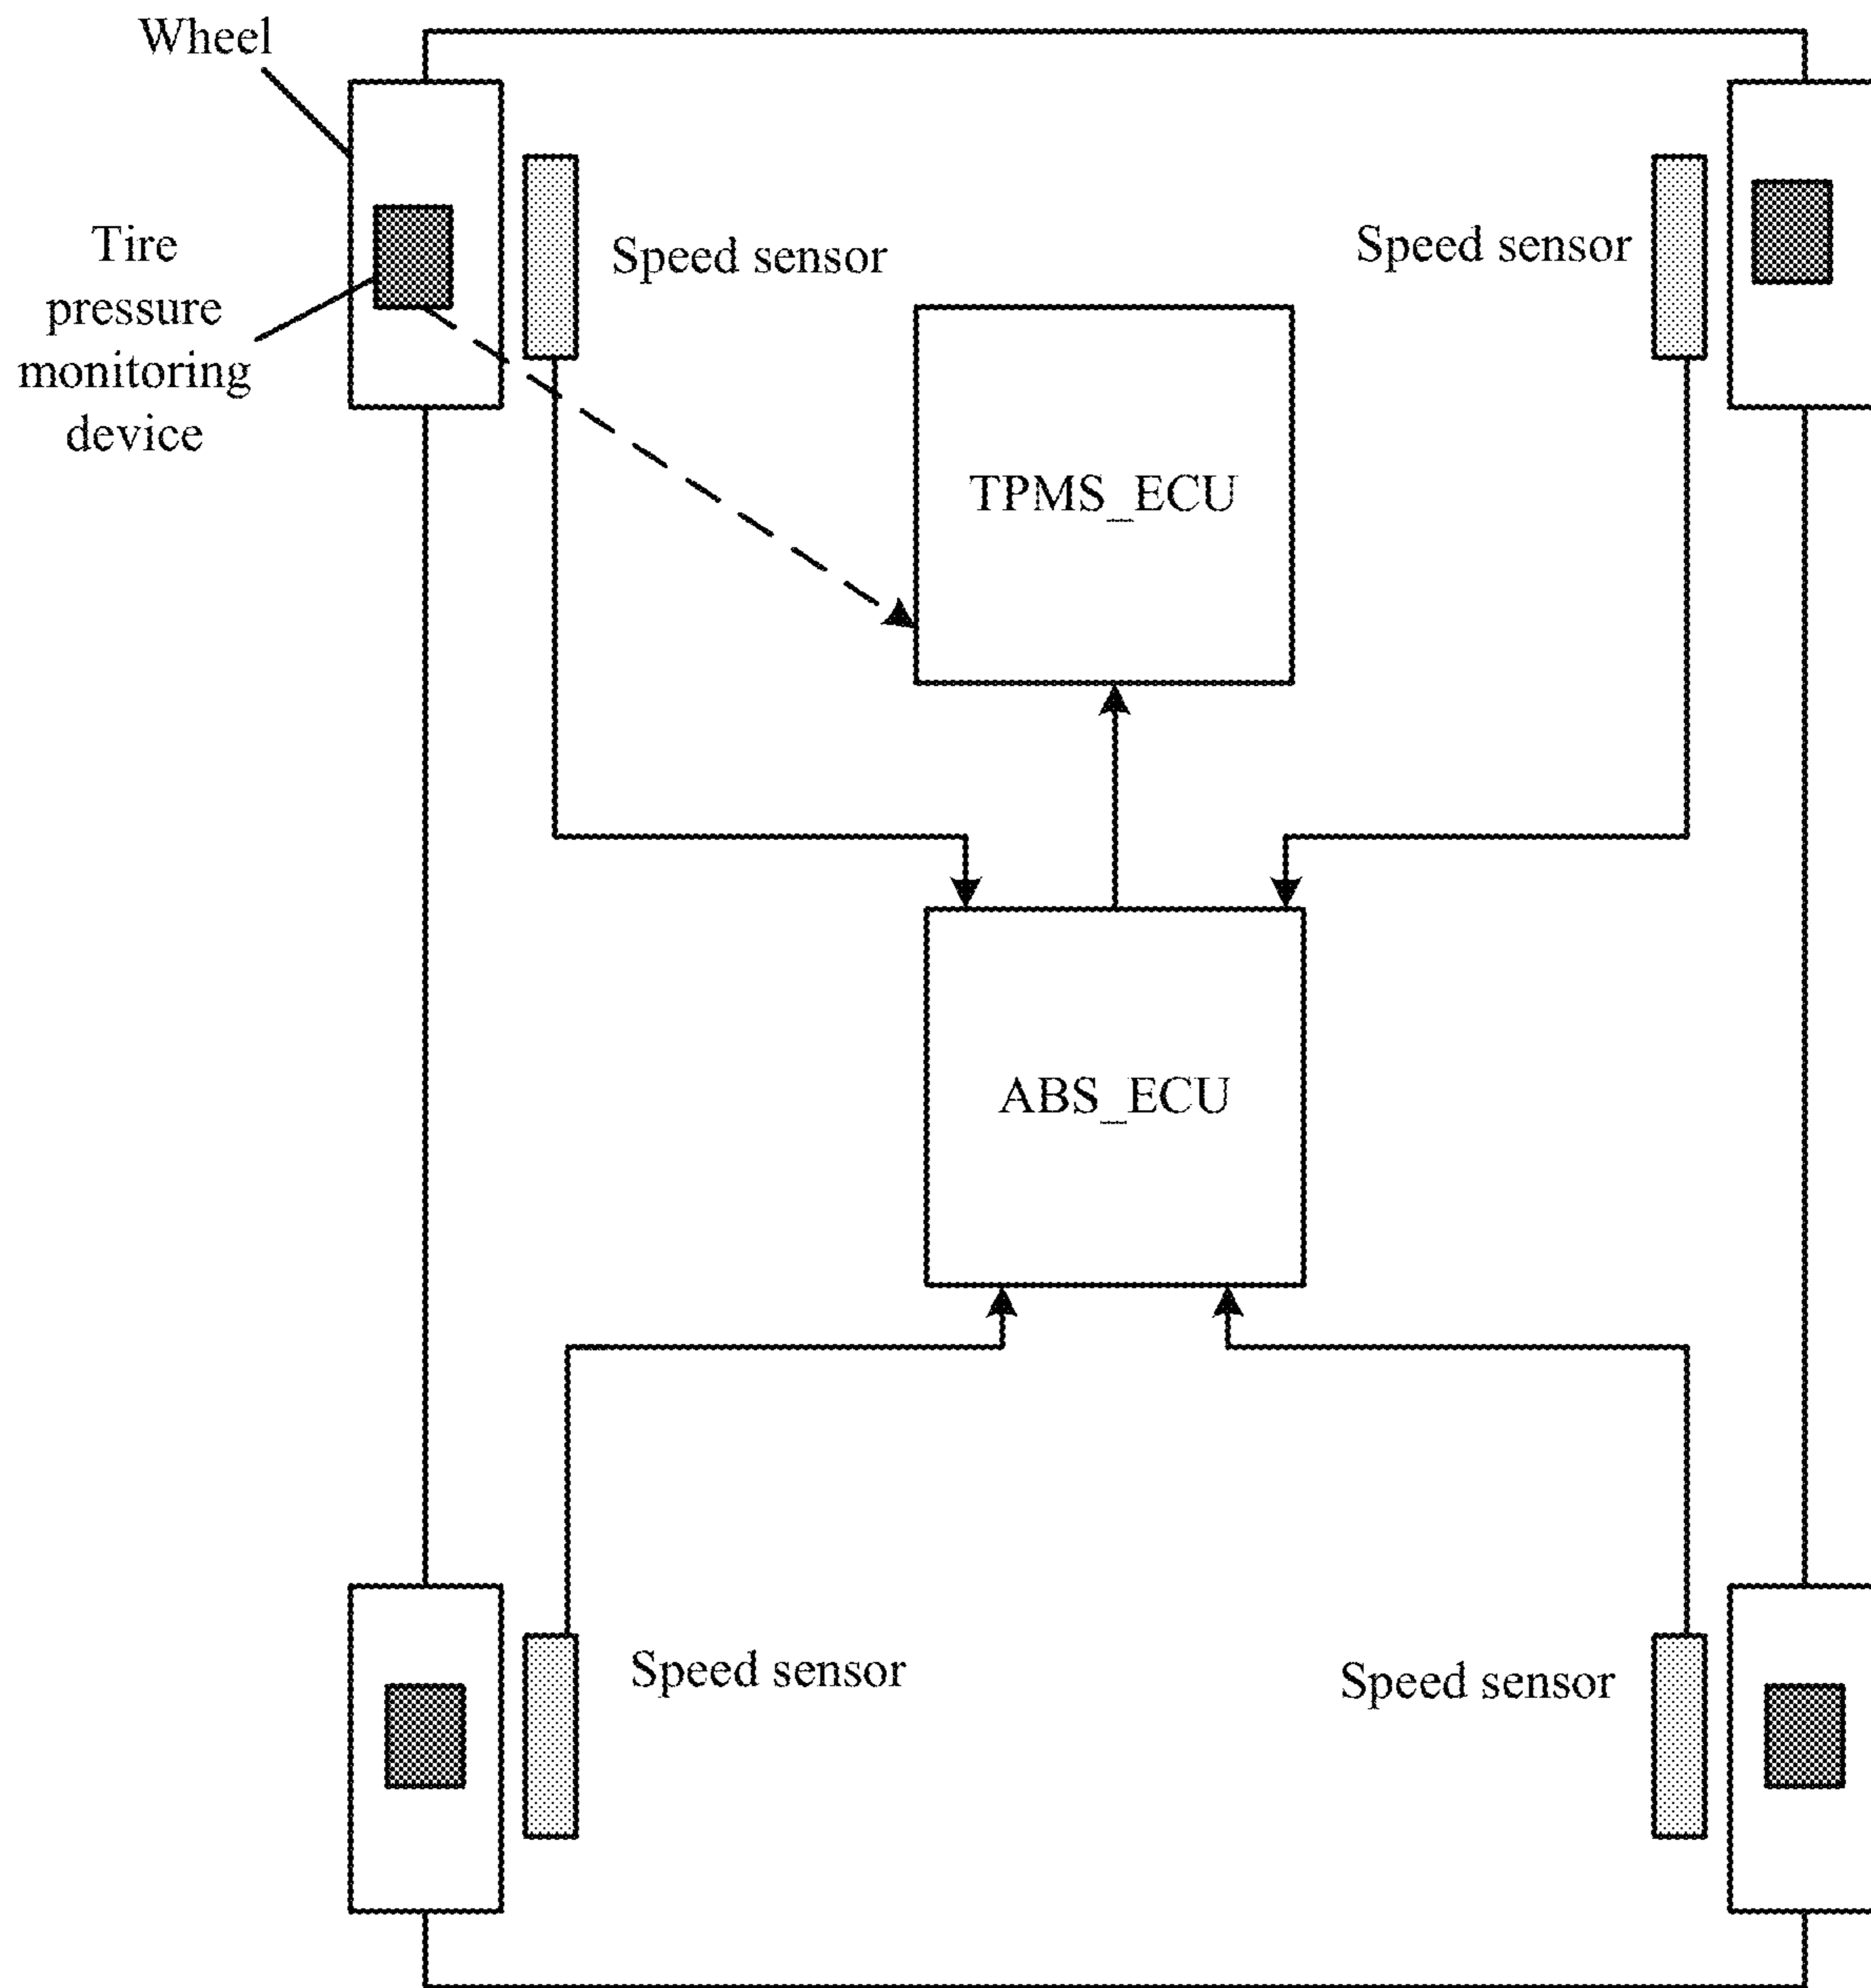 Wheel
Tire
pressure
monitoring
device
Speed sensor
Speed sensor
TPMS_ECU
ABS_ECU
Speed sensor
Speed sensor